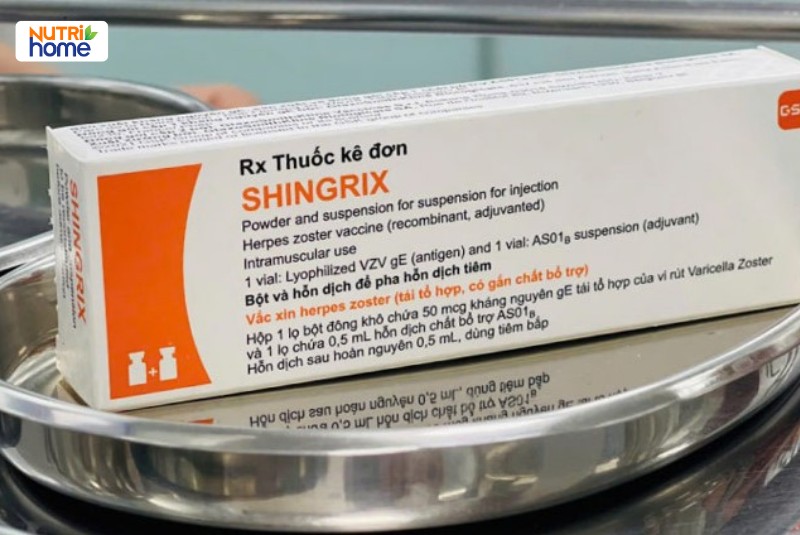 NUTRI
home
Rx Thuốc kê đơn
SHINGRIX
Powder and suspension for suspension for injection
Herpes zoster vaccine (recombinant, adjuvanted)
Intramuscular use
1 vial: Lyophilized VZV gE (antigen) and 1 vial: AS01B suspension (adjuvant)
Bột và hỗn dịch để pha hỗn dịch tiêm
Vắc xin herpes zoster (tái tổ hợp, có gắn chất bổ trợ)
Hộp 1 lọ bột đông khô chứa 50 mcg kháng nguyên gE tái tổ hợp của vi rút Varicella Zoster
và 1 lọ chứa 0,5 mL hỗn dịch chất bổ trợ AS01B
Hỗn dịch sau hoàn nguyên 0,5 mL, dùng tiêm bắp
SHINGRIX